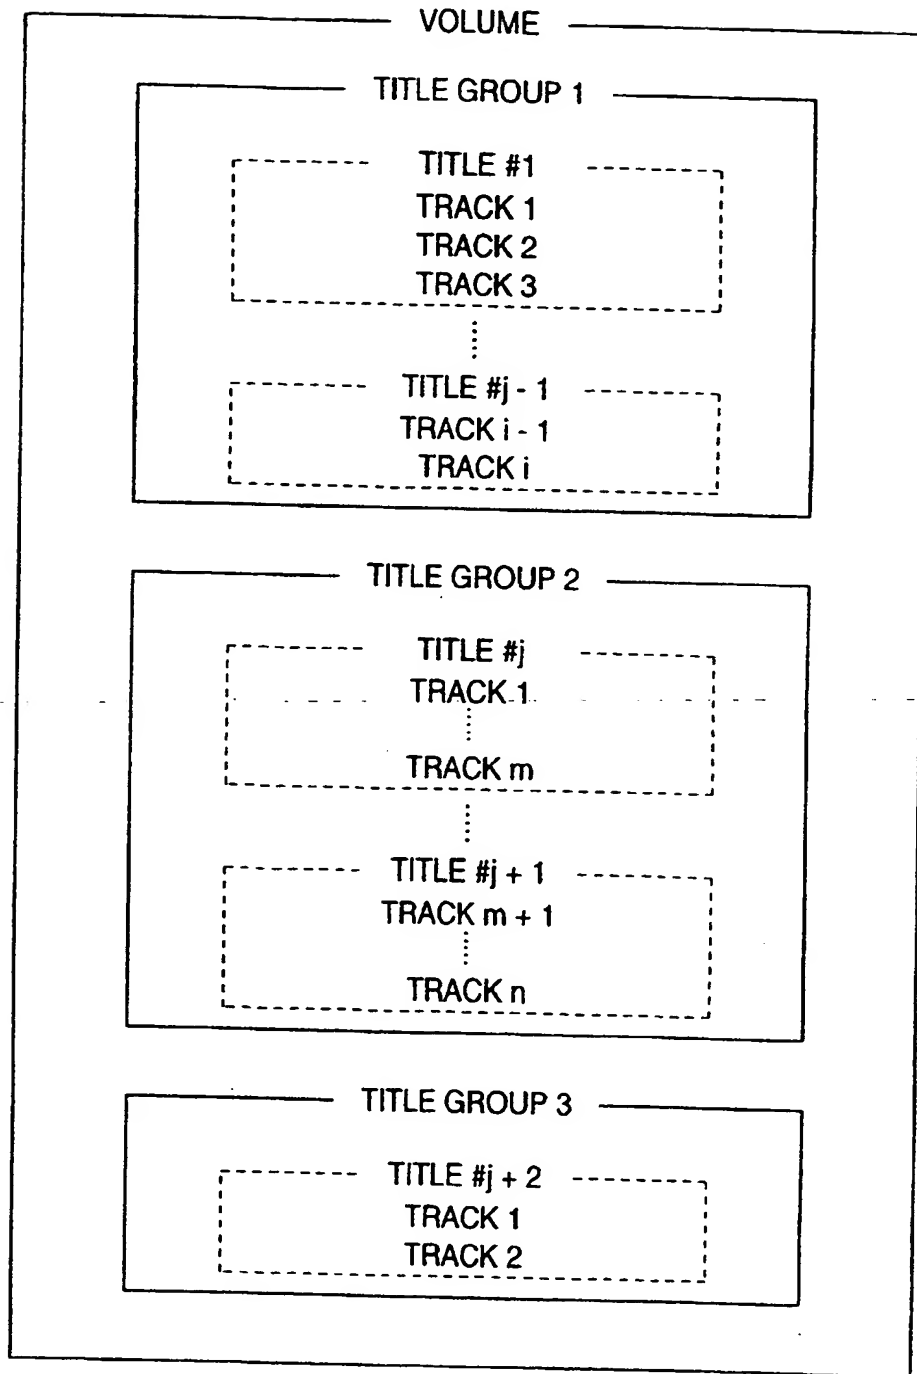 VOLUME
TITLE GROUP 1
TITLE #1
TRACK 1
TRACK 2
TRACK 3
TITLE #j - 1
TRACK i - 1
TRACK i
TITLE GROUP 2
TITLE #j
TRACK 1
TRACK m
TITLE #j + 1
TRACK m + 1
TRACK n
TITLE GROUP 3
TITLE #j + 2
TRACK 1
TRACK 2